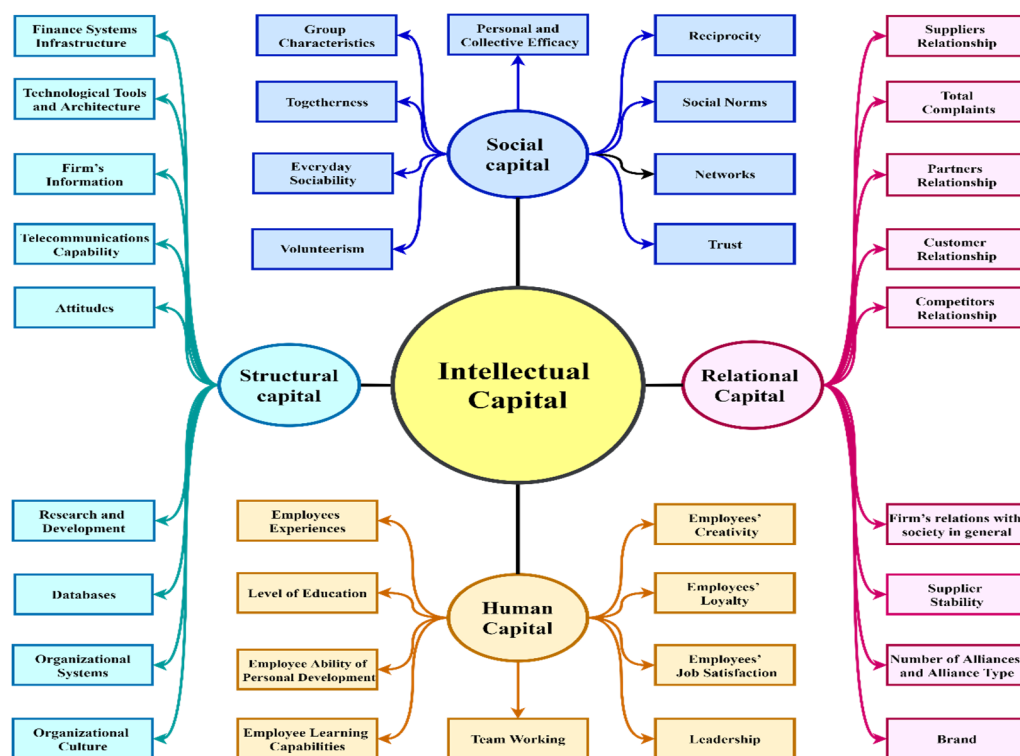 Finance Systems
Infrastructure
Technological Tools
and Architecture
Firm's
Information
Telecommunications
Capability
Attitudes
Structural
capital
Research and
Development
Databases
Organizational
Systems
Organizational
Culture
Group
Characteristics
Togetherness
Everyday
Sociability
Volunteerism
Personal and
Collective Efficacy
Social
capital
Reciprocity
Social Norms
Networks
Trust
Intellectual
Capital
Employees
Experiences
Level of Education
Employee Ability of
Personal Development
Employee Learning
Capabilities
Human
Capital
Team Working
Employees'
Creativity
Employees'
Loyalty
Employees'
Job Satisfaction
Leadership
Suppliers
Relationship
Total
Complaints
Partners
Relationship
Customer
Relationship
Competitors
Relationship
Relational
Capital
Firm's relations with
society in general
Supplier
Stability
Number of Alliances
and Alliance Type
Brand